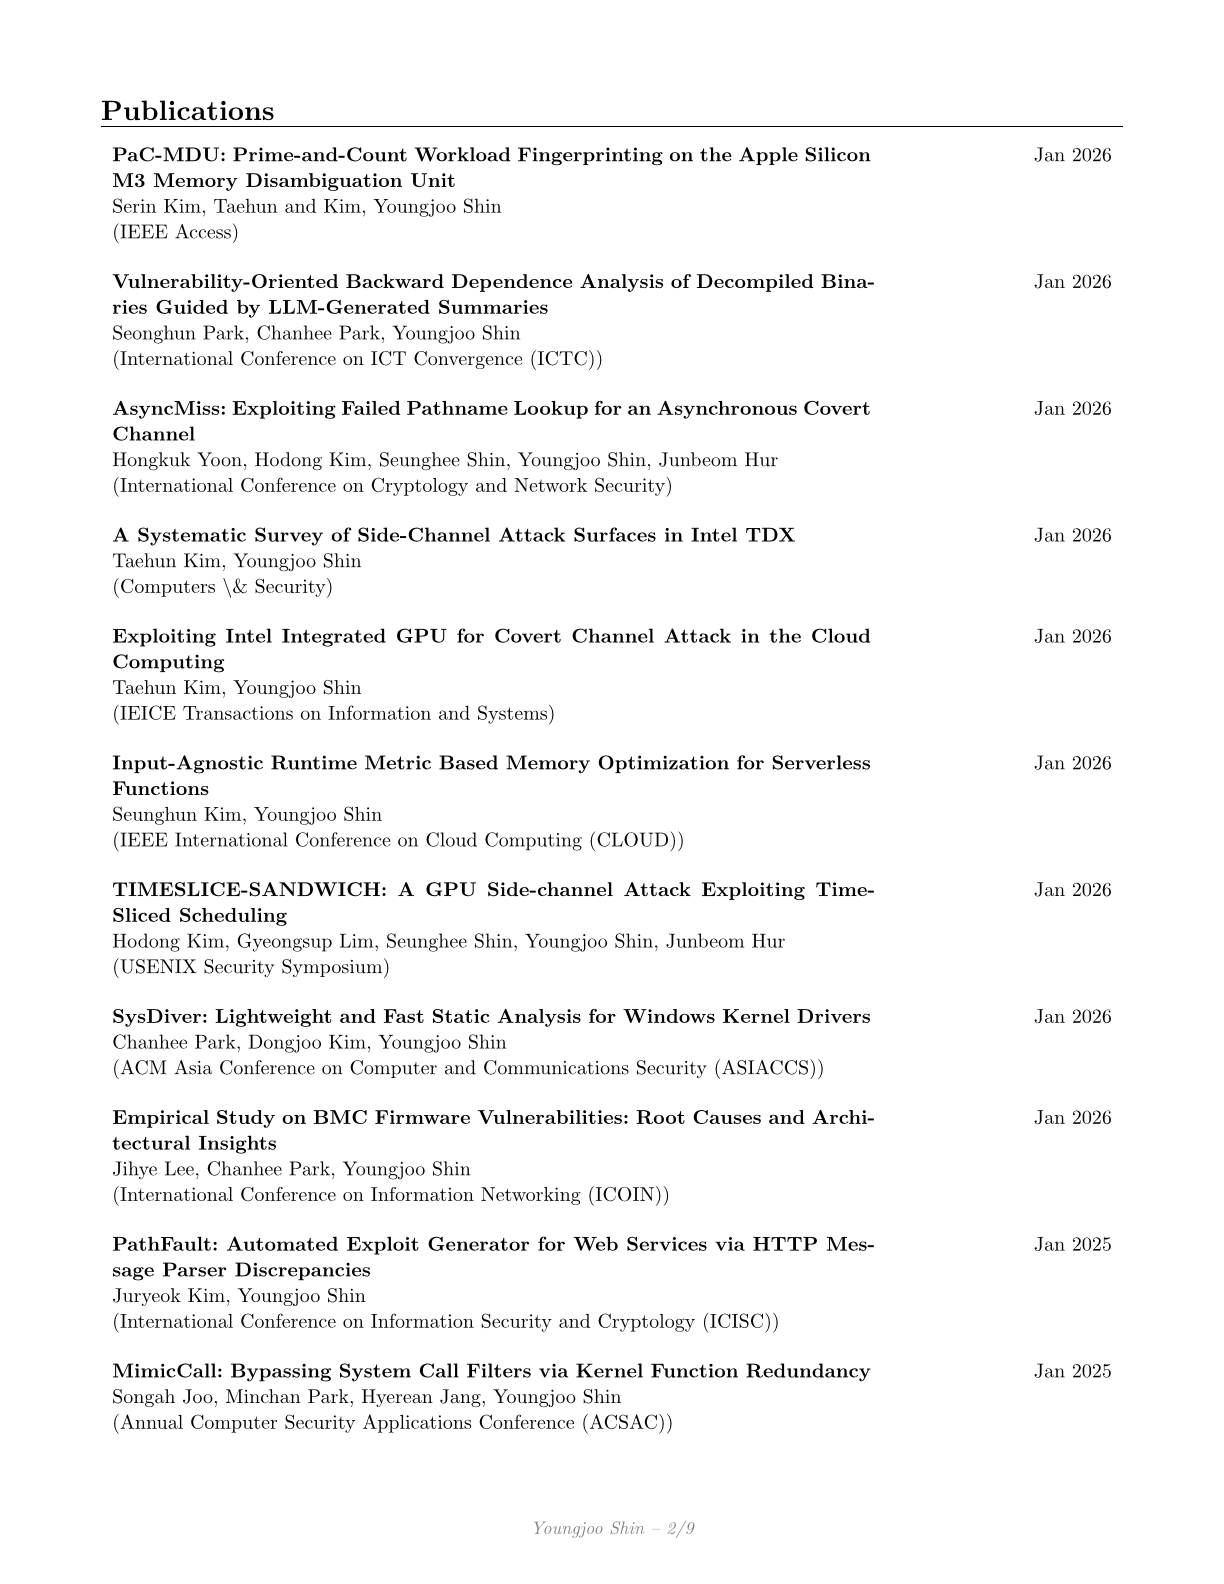 Publications
PaC-MDU: Prime-and-Count Workload Fingerprinting on the Apple Silicon Jan 2026
M3 Memory Disambiguation Unit
Serin Kim, Taehun and Kim, Youngjoo Shin
(IEEE Access)
Vulnerability-Oriented Backward Dependence Analysis of Decompiled Bina- Jan 2026
ries Guided by LLM-Generated Summaries
Seonghun Park, Chanhee Park, Youngjoo Shin
(International Conference on ICT Convergence (ICTC))
AsyncMiss: Exploiting Failed Pathname Lookup for an Asynchronous Covert Jan 2026
Channel
Hongkuk Yoon, Hodong Kim, Seunghee Shin, Youngjoo Shin, Junbeom Hur
(International Conference on Cryptology and Network Security)
A Systematic Survey of Side-Channel Attack Surfaces in Intel TDX Jan 2026
Taehun Kim, Youngjoo Shin
(Computers \& Security)
Exploiting Intel Integrated GPU for Covert Channel Attack in the Cloud Jan 2026
Computing
Taehun Kim, Youngjoo Shin
(IEICE Transactions on Information and Systems)
Input-Agnostic Runtime Metric Based Memory Optimization for Serverless Jan 2026
Functions
Seunghun Kim, Youngjoo Shin
(IEEE International Conference on Cloud Computing (CLOUD))
TIMESLICE-SANDWICH: A GPU Side-channel Attack Exploiting Time- Jan 2026
Sliced Scheduling
Hodong Kim, Gyeongsup Lim, Seunghee Shin, Youngjoo Shin, Junbeom Hur
(USENIX Security Symposium)
SysDiver: Lightweight and Fast Static Analysis for Windows Kernel Drivers Jan 2026
Chanhee Park, Dongjoo Kim, Youngjoo Shin
(ACM Asia Conference on Computer and Communications Security (ASIACCS))
Empirical Study on BMC Firmware Vulnerabilities: Root Causes and Archi- Jan 2026
tectural Insights
Jihye Lee, Chanhee Park, Youngjoo Shin
(International Conference on Information Networking (ICOIN))
PathFault: Automated Exploit Generator for Web Services via HTTP Mes- Jan 2025
sage Parser Discrepancies
Juryeok Kim, Youngjoo Shin
(International Conference on Information Security and Cryptology (ICISC))
MimicCall: Bypassing System Call Filters via Kernel Function Redundancy Jan 2025
Songah Joo, Minchan Park, Hyerean Jang, Youngjoo Shin
(Annual Computer Security Applications Conference (ACSAC))
Youngjoo Shin – 2/9